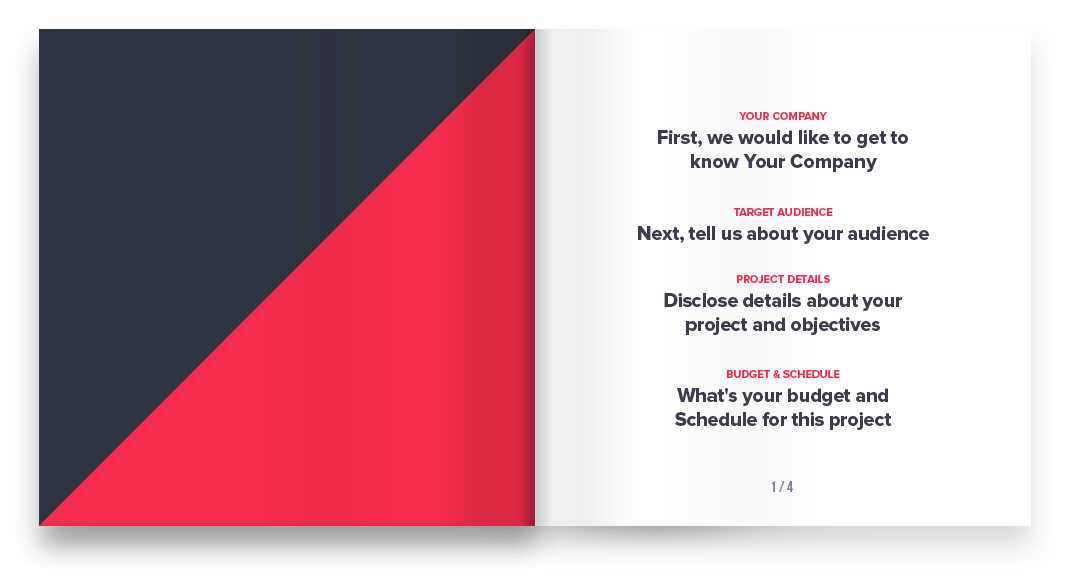 YOUR COMPANY
First, we would like to get to
know Your Company
TARGET AUDIENCE
Next, tell us about your audience
PROJECT DETAILS
Disclose details about your
project and objectives
BUDGET & SCHEDULE
What's your budget and
Schedule for this project
1 / 4